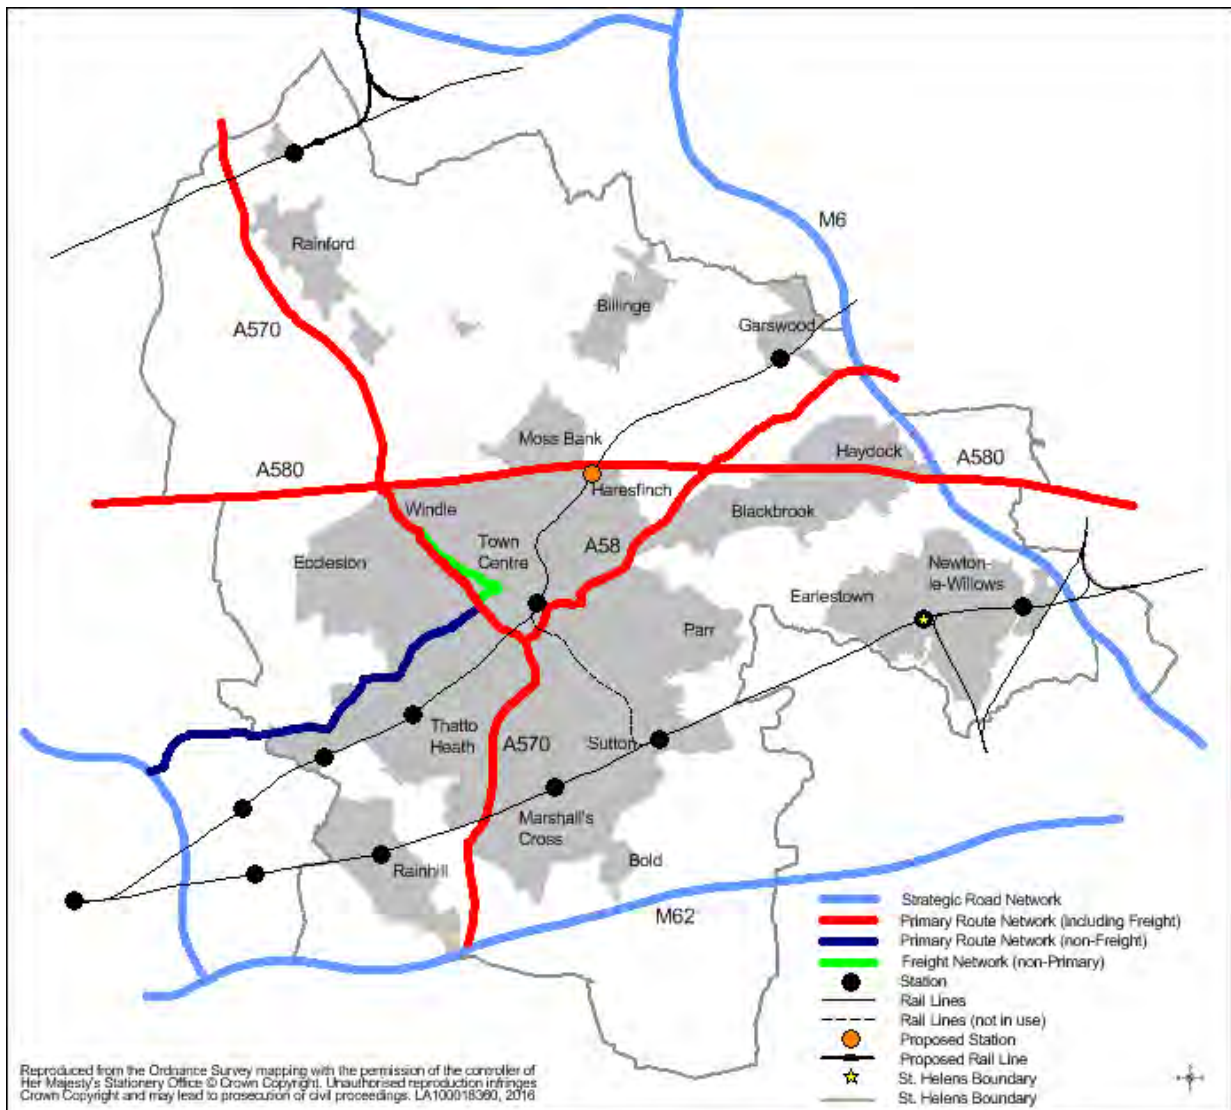 M6
Rainford
Billinge
A570
Garswood
Moss Bank
Haydock
A580
A580
Haresfinch
Windle
Blackbrook
Town
Centre
A58
Eccleston
Newton-
le-Willows
Earlestown
Parr
Thatto
Heath
A570
Sutton
Marshall's
Cross
Bold
Rainhill
M62
Strategic Road Network
Primary Route Network (including Freight)
Primary Route Network (non-Freight)
Freight Network (non-Primary)
Station
Rail Lines
Rail Lines (not in use)
Proposed Station
Proposed Rail Line
St. Helens Boundary
St. Helens Boundary
Reproduced from the Ordnance Survey mapping with the permission of the controller of
Her Majesty's Stationery Office © Crown Copyright. Unauthorised reproduction infringes
Crown Copyright and may lead to prosecution or civil proceedings. LA100018360, 2016